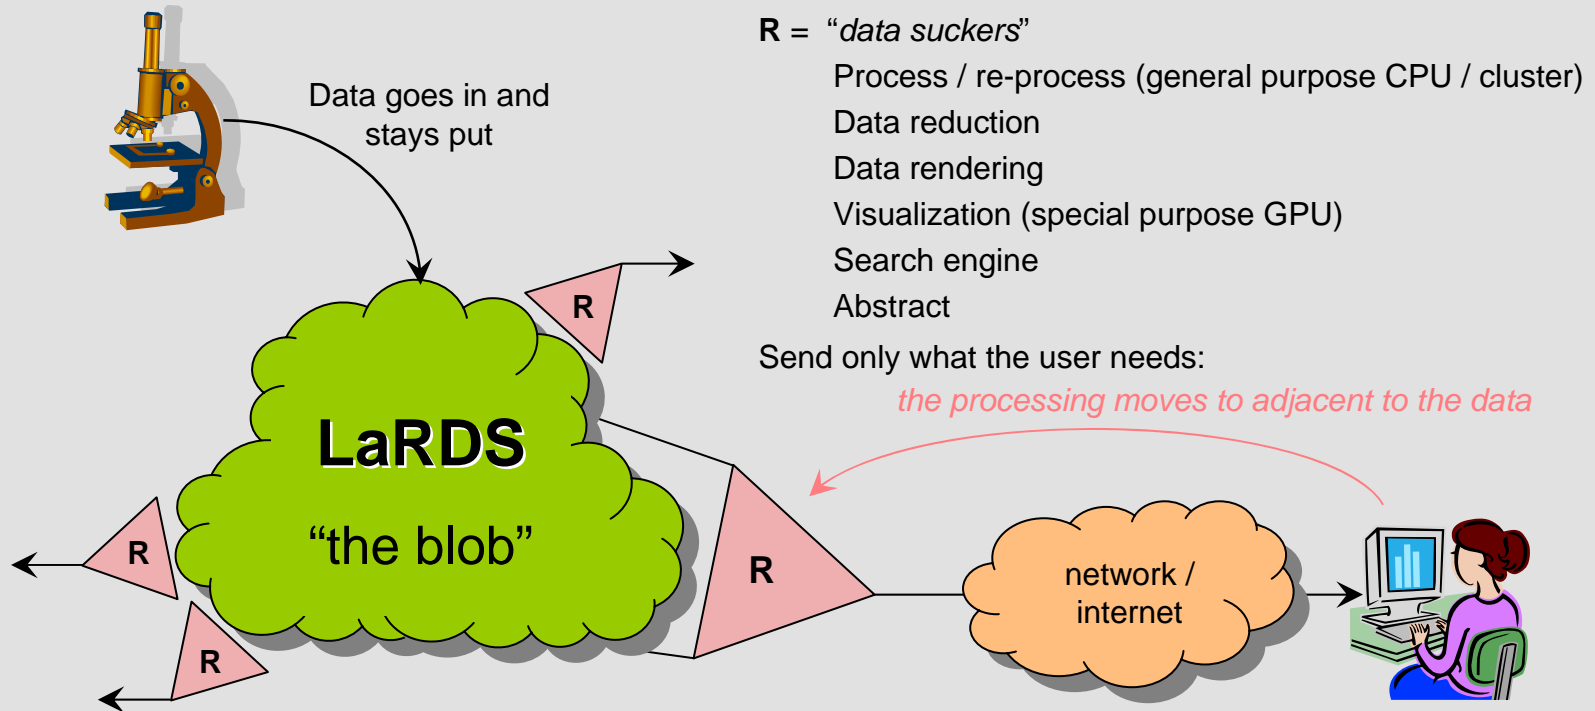 Data goes in and
stays put
R = “data suckers”
Process / re-process (general purpose CPU / cluster)
Data reduction
Data rendering
Visualization (special purpose GPU)
Search engine
Abstract
Send only what the user needs:
the processing moves to adjacent to the data
R
LaRDS
“the blob”
R
R
R
network /
internet